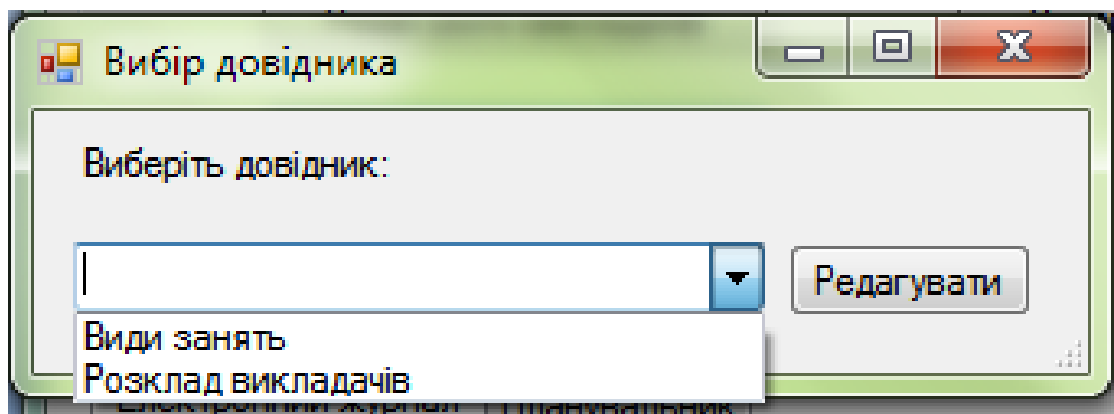 Вибір довідника
Виберіть довідник:
Редагувати
Види занять
Розклад викладачів